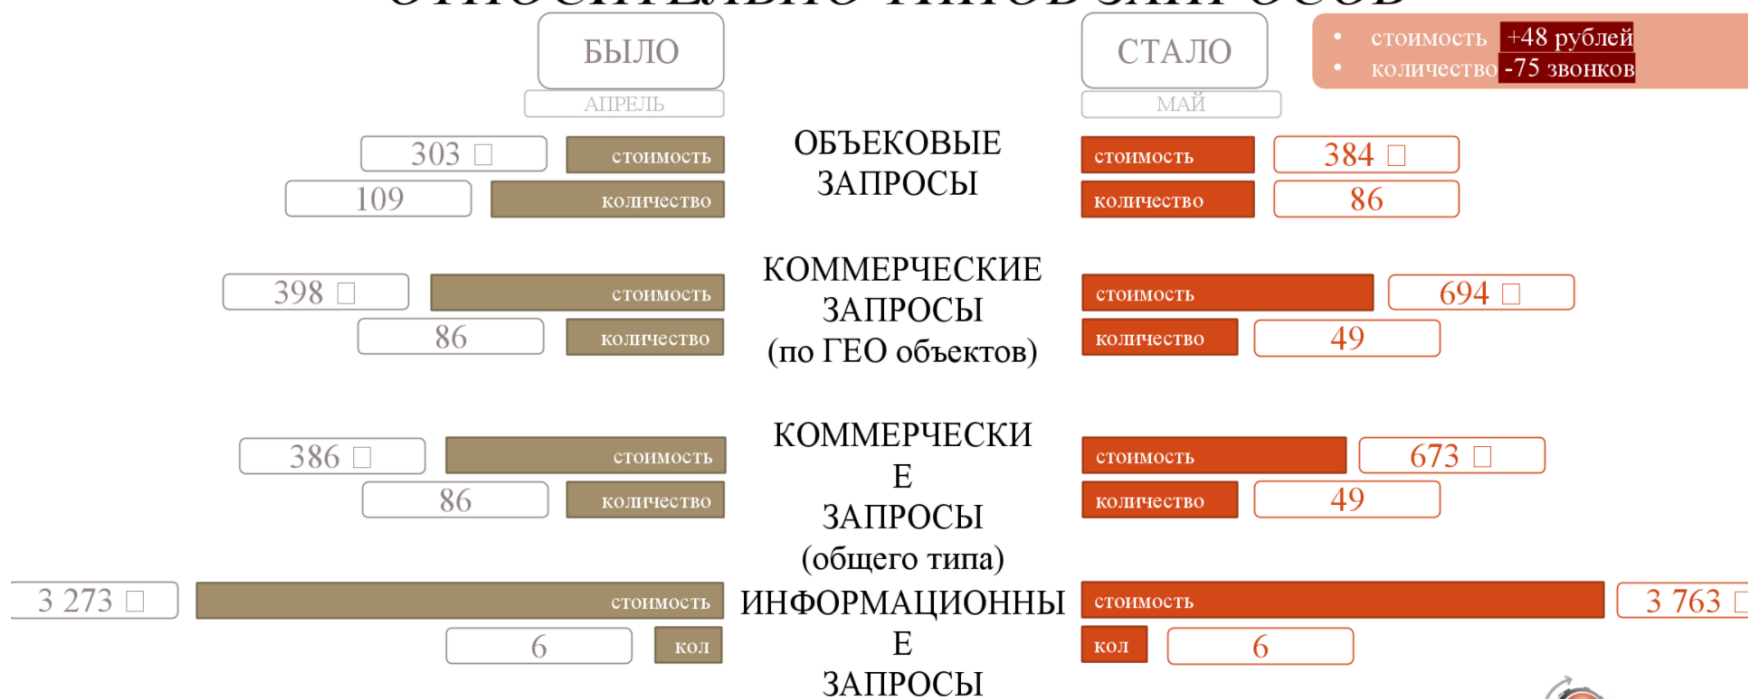 ОТНОСИТЕЛЬНО ТИПОВ ЗАПРОСОВ
БЫЛО
СТАЛО
• стоимость +48 рублей
• количество -75 звонков
АПРЕЛЬ
МАЙ
303 □
стоимость
ОБЪЕКОВЫЕ
ЗАПРОСЫ
стоимость
384 □
109
количество
количество
86
398 □
стоимость
КОММЕРЧЕСКИЕ
ЗАПРОСЫ
(по ГЕО объектов)
стоимость
694 □
86
количество
количество
49
386 □
стоимость
КОММЕРЧЕСКИ
Е
ЗАПРОСЫ
(общего типа)
стоимость
673 □
86
количество
количество
49
3 273 □
стоимость
ИНФОРМАЦИОННЫ
Е
ЗАПРОСЫ
стоимость
3 763 □
6
кол
кол
6